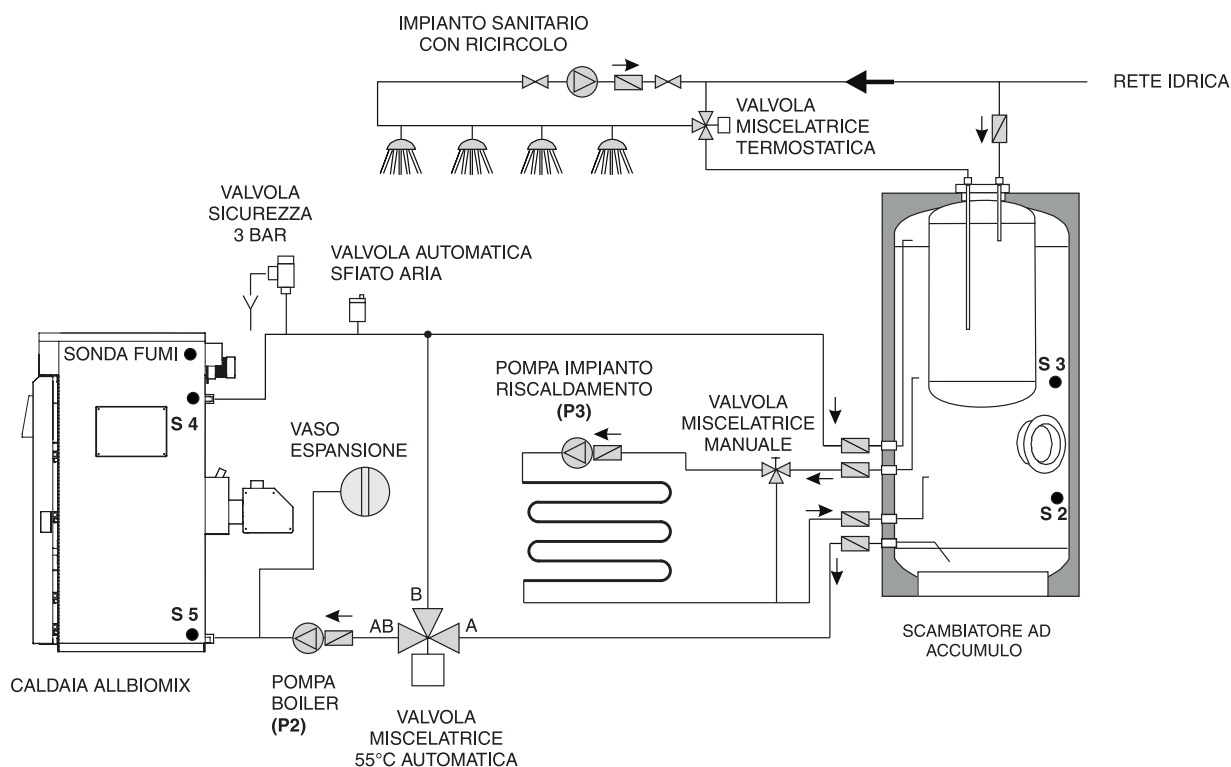 IMPIANTO SANITARIO
CON RICIRCOLO
RETE IDRICA
VALVOLA
MISCELATRICE
TERMOSTATICA
VALVOLA
SICUREZZA
3 BAR
VALVOLA AUTOMATICA
SFIATO ARIA
SONDA FUMI
S 4
POMPA IMPIANTO
RISCALDAMENTO
(P3)
VALVOLA
MISCELATRICE
MANUALE
S 3
VASO
ESPANSIONE
S 2
S 5
B
AB
A
CALDAIA ALLBIOMIX
POMPA
BOILER
(P2)
VALVOLA
MISCELATRICE
55°C AUTOMATICA
SCAMBIATORE AD
ACCUMULO